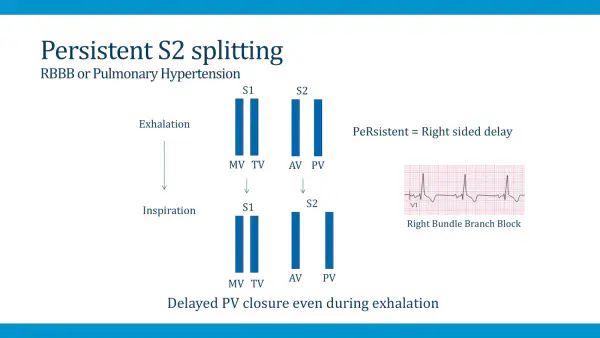 Persistent S2 splitting
RBBB or Pulmonary Hypertension
S1 S2
Exhalation
MV TV AV PV
PeRsistent = Right sided delay
V1
Right Bundle Branch Block
Inspiration
S1 S2
MV TV AV PV
Delayed PV closure even during exhalation